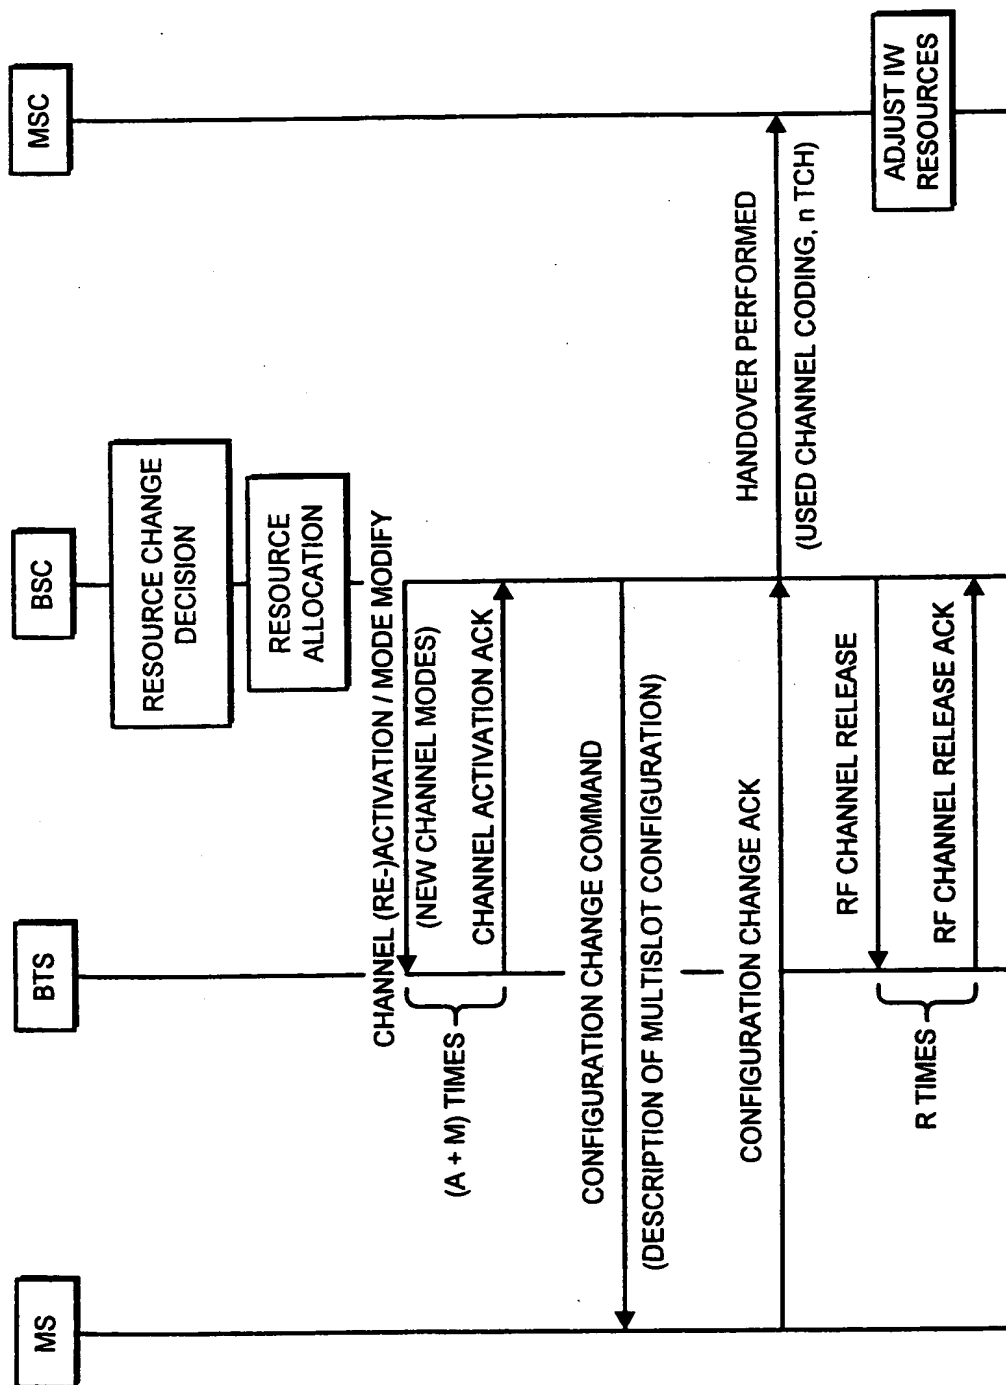 MS
BTS
BSC
MSC
RESOURCE CHANGE
DECISION
RESOURCE
ALLOCATION
CHANNEL (RE-)ACTIVATION / MODE MODIFY
(NEW CHANNEL MODES)
(A + M) TIMES
CHANNEL ACTIVATION ACK
CONFIGURATION CHANGE COMMAND
(DESCRIPTION OF MULTISLOT CONFIGURATION)
CONFIGURATION CHANGE ACK
HANDOVER PERFORMED
(USED CHANNEL CODING, n TCH)
RF CHANNEL RELEASE
R TIMES
RF CHANNEL RELEASE ACK
ADJUST IW
RESOURCES